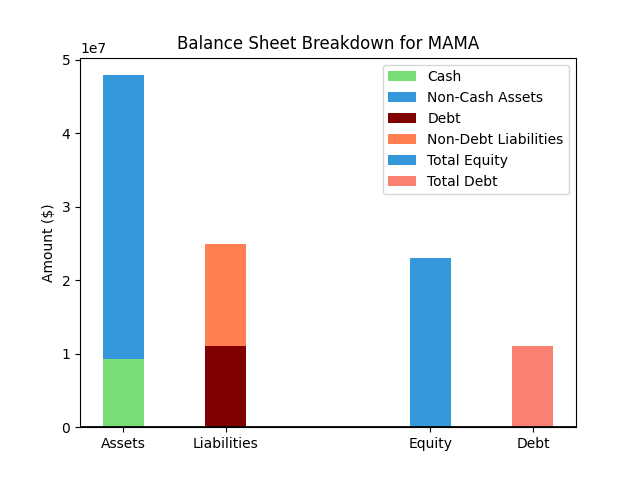 Balance Sheet Breakdown for MAMA
1e7
5
4
3
2
1
0
Amount ($)
Cash
Non-Cash Assets
Debt
Non-Debt Liabilities
Total Equity
Total Debt
Assets
Liabilities
Equity
Debt